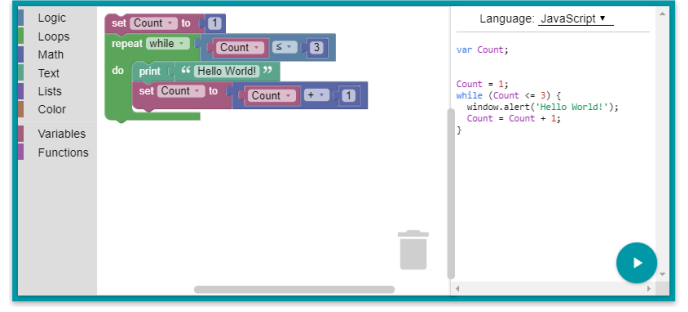 Logic
Loops
Math
Text
Lists
Color
Variables
Functions
set Count to 1
repeat while Count ≤ 3
do print “ Hello World! ”
set Count to Count + 1
Language: JavaScript
var Count;
Count = 1;
while (Count <= 3) {
window.alert('Hello World!');
Count = Count + 1;
}